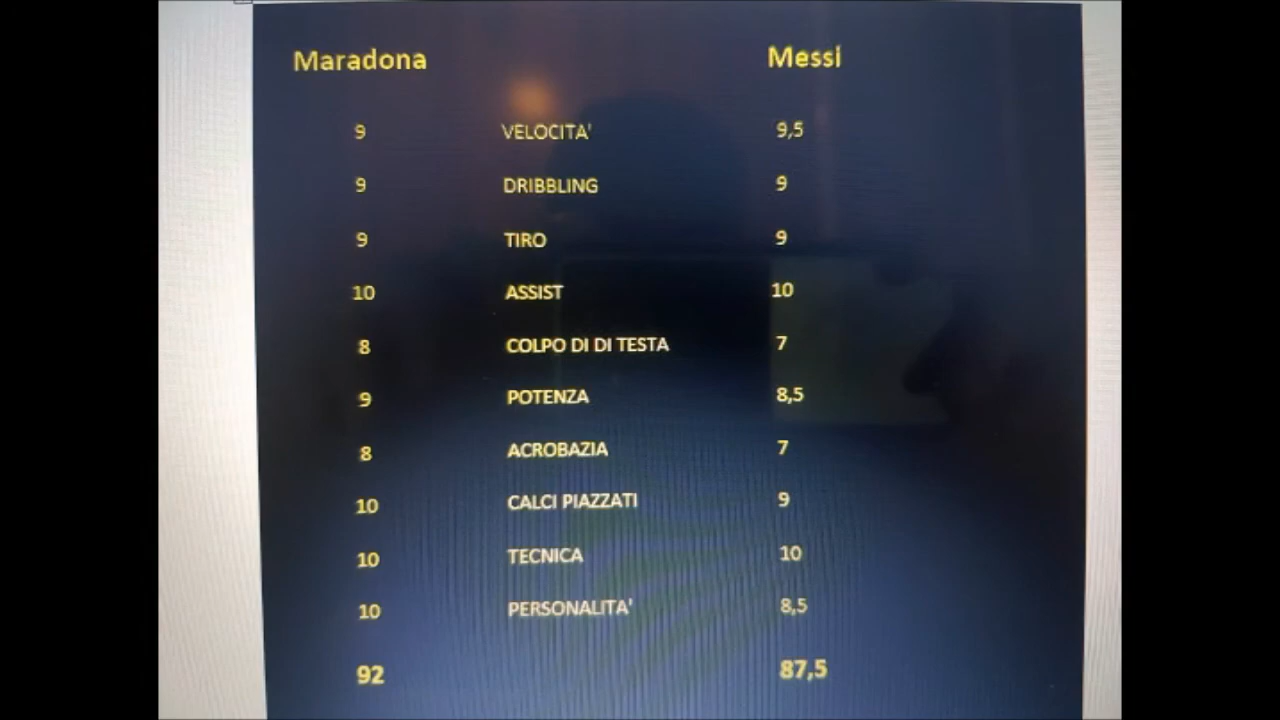 Maradona Messi
9 VELOCITA' 9,5
9 DRIBBLING 9
9 TIRO 9
10 ASSIST 10
8 COLPO DI DI TESTA 7
9 POTENZA 8,5
8 ACROBAZIA 7
10 CALCI PIAZZATI 9
10 TECNICA 10
10 PERSONALITA' 8,5
92 87,5